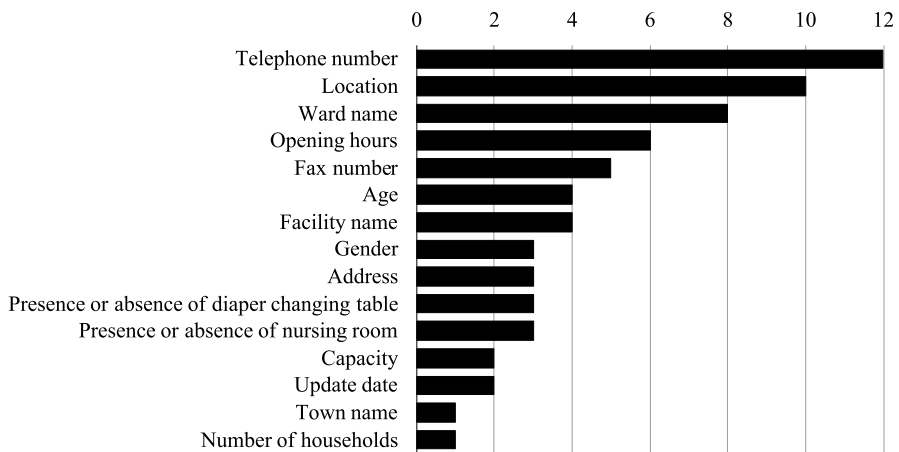 0 2 4 6 8 10 12
Telephone number
Location
Ward name
Opening hours
Fax number
Age
Facility name
Gender
Address
Presence or absence of diaper changing table
Presence or absence of nursing room
Capacity
Update date
Town name
Number of households